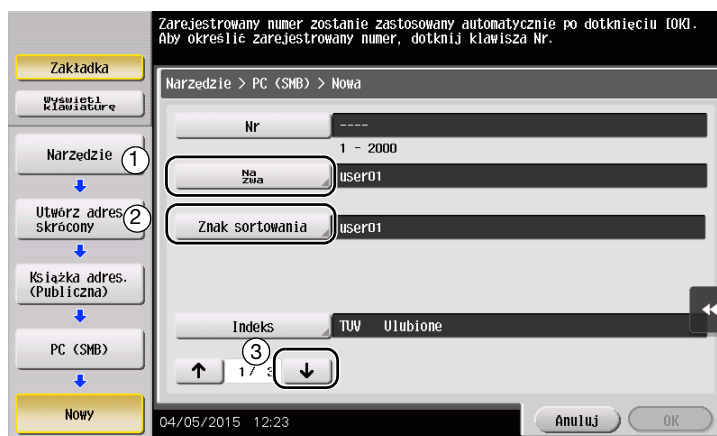 Zarejestrowany numer zostanie zastosowany automatycznie po dotknięciu [OK].
Aby określić zarejestrowany numer, dotknij klawisza Nr.
Zakładka
Wyświetl
klawiaturę
Narzędzie
1
Utwórz adres
skrócony
2
Książka adres.
(Publiczna)
PC (SMB)
Nowy
Narzędzie > PC (SMB) > Nowa
Nr
----
1 - 2000
Na
zwa
user01
Znak sortowania
user01
Indeks
TUV Ulubione
3
↑ 1/ 3 ↓
04/05/2015 12:23
Anuluj
OK